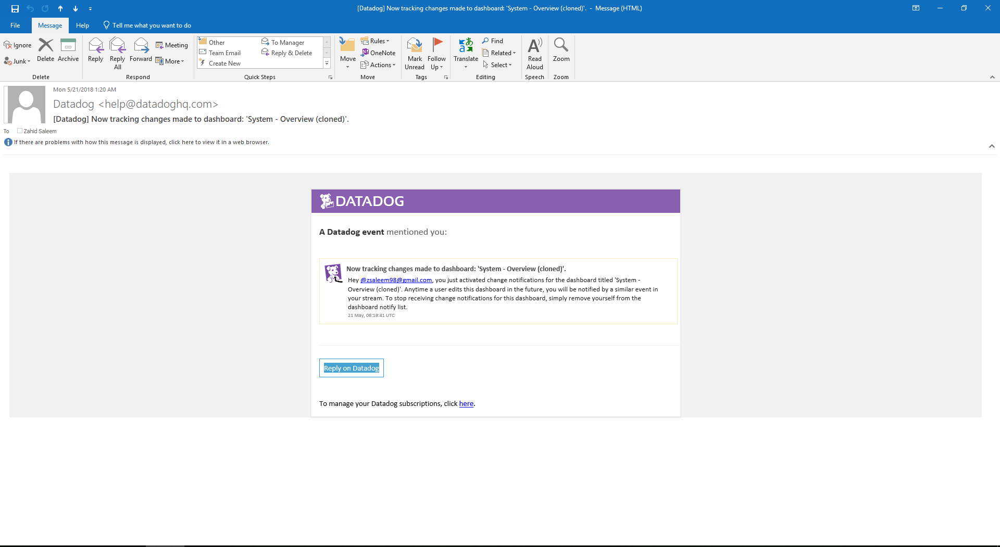 [Datadog] Now tracking changes made to dashboard: 'System - Overview (cloned)'. - Message (HTML)
File Message Help Tell me what you want to do
Ignore
Junk
Delete
Archive
Delete
Reply
Reply All
Forward
Meeting
More
Respond
Other
To Manager
Team Email
Reply & Delete
Create New
Quick Steps
Move
Rules
OneNote
Actions
Move
Mark Unread
Follow Up
Tags
Translate
Find
Related
Select
Editing
Read Aloud
Speech
Zoom
Zoom
Mon 5/21/2018 1:20 AM
Datadog <help@datadoghq.com>
[Datadog] Now tracking changes made to dashboard: 'System - Overview (cloned)'.
To Zahid Saleem
If there are problems with how this message is displayed, click here to view it in a web browser.
DATADOG
A Datadog event mentioned you:
Now tracking changes made to dashboard: 'System - Overview (cloned)'.
Hey @zsaleem98@gmail.com, you just activated change notifications for the dashboard titled 'System -
Overview (cloned)'. Anytime a user edits this dashboard in the future, you will be notified by a similar event in
your stream. To stop receiving change notifications for this dashboard, simply remove yourself from the
dashboard notify list.
21 May, 06:19:41 UTC
Reply on Datadog
To manage your Datadog subscriptions, click here.